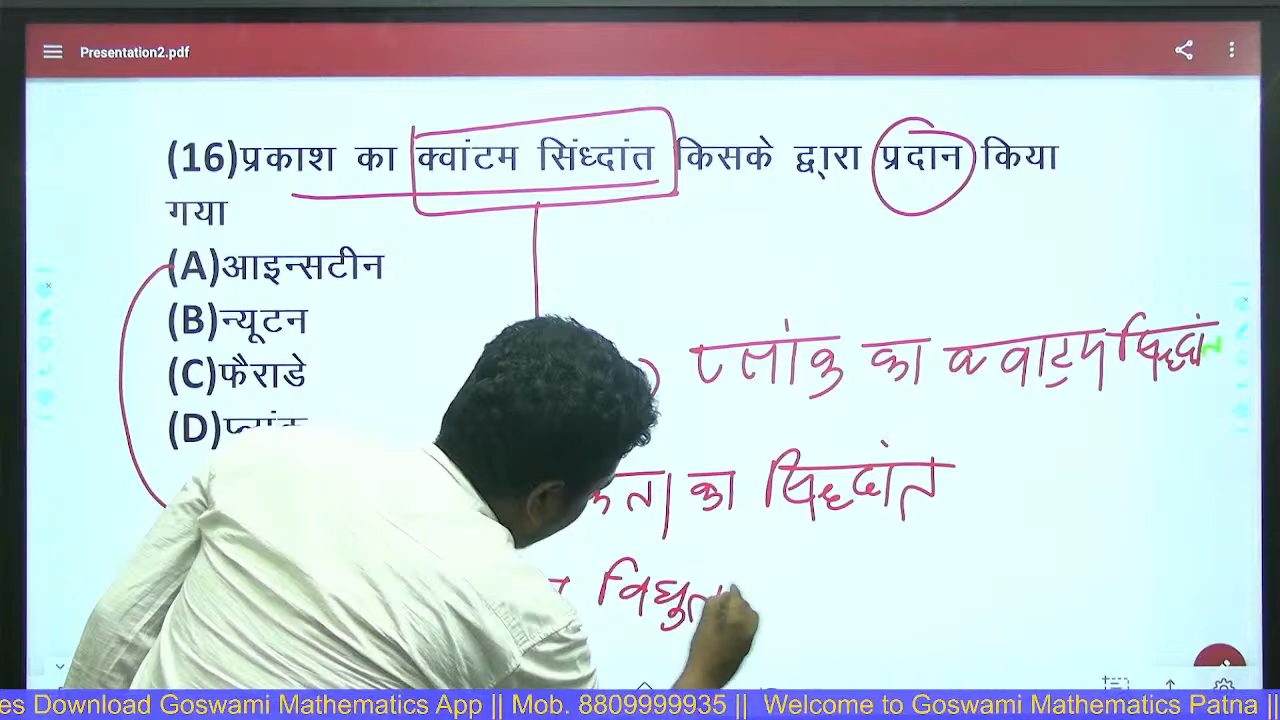 Presentation2.pdf
(16)प्रकाश का क्वांटम सिंध्दांत किसके द्वारा प्रदान किया
गया
(A)आइन्सटीन
(B)न्यूटन
(C)फैराडे
(D)प्लांक
प्लांक का क्वाटम सिद्धांत
का सिद्धांत
विधुत
es Download Goswami Mathematics App || Mob. 8809999935 || Welcome to Goswami Mathematics Patna ||